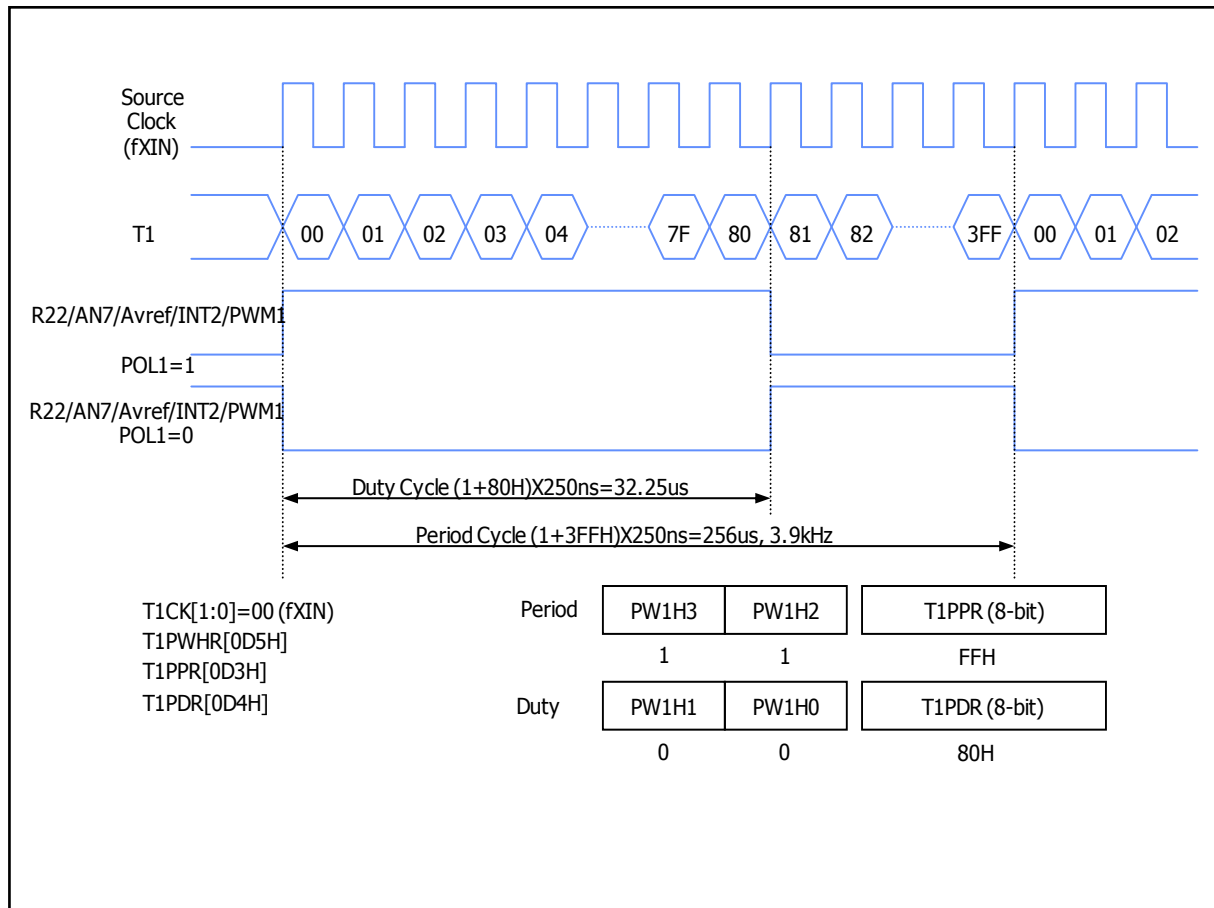 Source
Clock
(fXIN)
T1
00 01 02 03 04 7F 80 81 82 3FF 00 01 02
R22/AN7/Avref/INT2/PWM1
POL1=1
R22/AN7/Avref/INT2/PWM1
POL1=0
Duty Cycle (1+80H)X250ns=32.25us
Period Cycle (1+3FFH)X250ns=256us, 3.9kHz
T1CK[1:0]=00 (fXIN)
T1PWHR[0D5H]
T1PPR[0D3H]
T1PDR[0D4H]
Period PW1H3 PW1H2 T1PPR (8-bit)
1 1 FFH
Duty PW1H1 PW1H0 T1PDR (8-bit)
0 0 80H